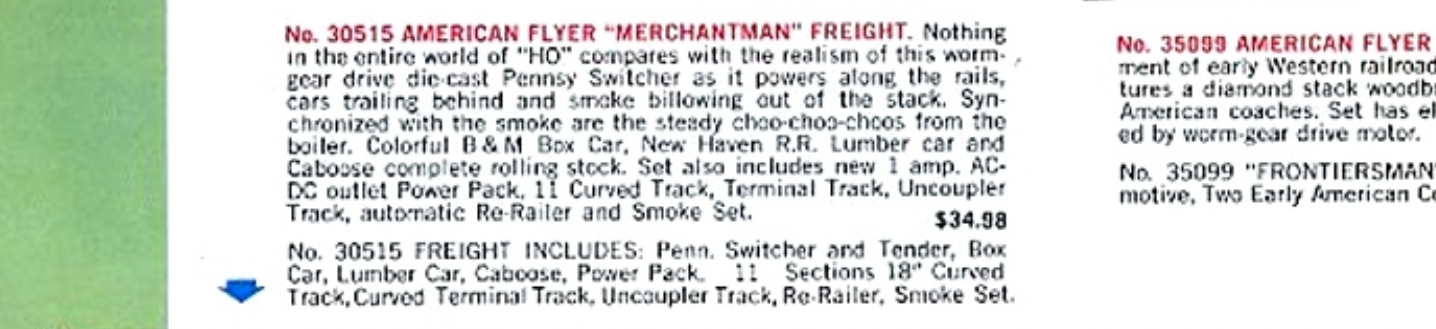 No. 30515 AMERICAN FLYER "MERCHANTMAN" FREIGHT. Nothing
in the entire world of "HO" compares with the realism of this worm-
gear drive die-cast Pennsy Switcher as it powers along the rails,
cars trailing behind and smoke billowing out of the stack. Syn-
chronized with the smoke are the steady choo-choo-choos from the
boiler. Colorful B & M Box Car, New Haven R.R. Lumber car and
Caboose complete rolling stock. Set also includes new 1 amp. AC-
DC outlet Power Pack, 11 Curved Track, Terminal Track, Uncoupler
Track, automatic Re-Railer and Smoke Set.
$34.98
No. 30515 FREIGHT INCLUDES: Penn. Switcher and Tender, Box
Car, Lumber Car, Caboose, Power Pack. 11 Sections 18" Curved
Track, Curved Terminal Track, Uncoupler Track, Re-Railer, Smoke Set.
No. 35099 AMERICAN FLYER
ment of early Western railroad
tures a diamond stack
American coaches. Set has
ed by worm-gear drive motor.
No. 35099 "FRONTIERSMAN"
motive, Two Early American